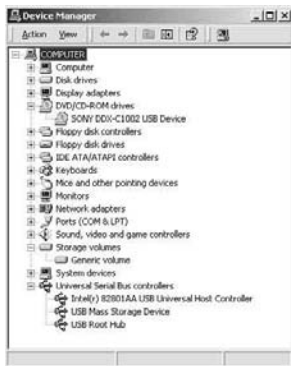 Device Manager
Action View
COMPUTER
Computer
Disk drives
Display adapters
DVD/CD-ROM drives
SONY DDX-C1002 USB Device
Floppy disk controllers
Floppy disk drives
IDE ATA/ATAPI controllers
Keyboards
Mice and other pointing devices
Monitors
Network adapters
Ports (COM & LPT)
Sound, video and game controllers
Storage volumes
Generic volume
System devices
Universal Serial Bus controllers
Intel(r) 82801AA USB Universal Host Controller
USB Mass Storage Device
USB Root Hub